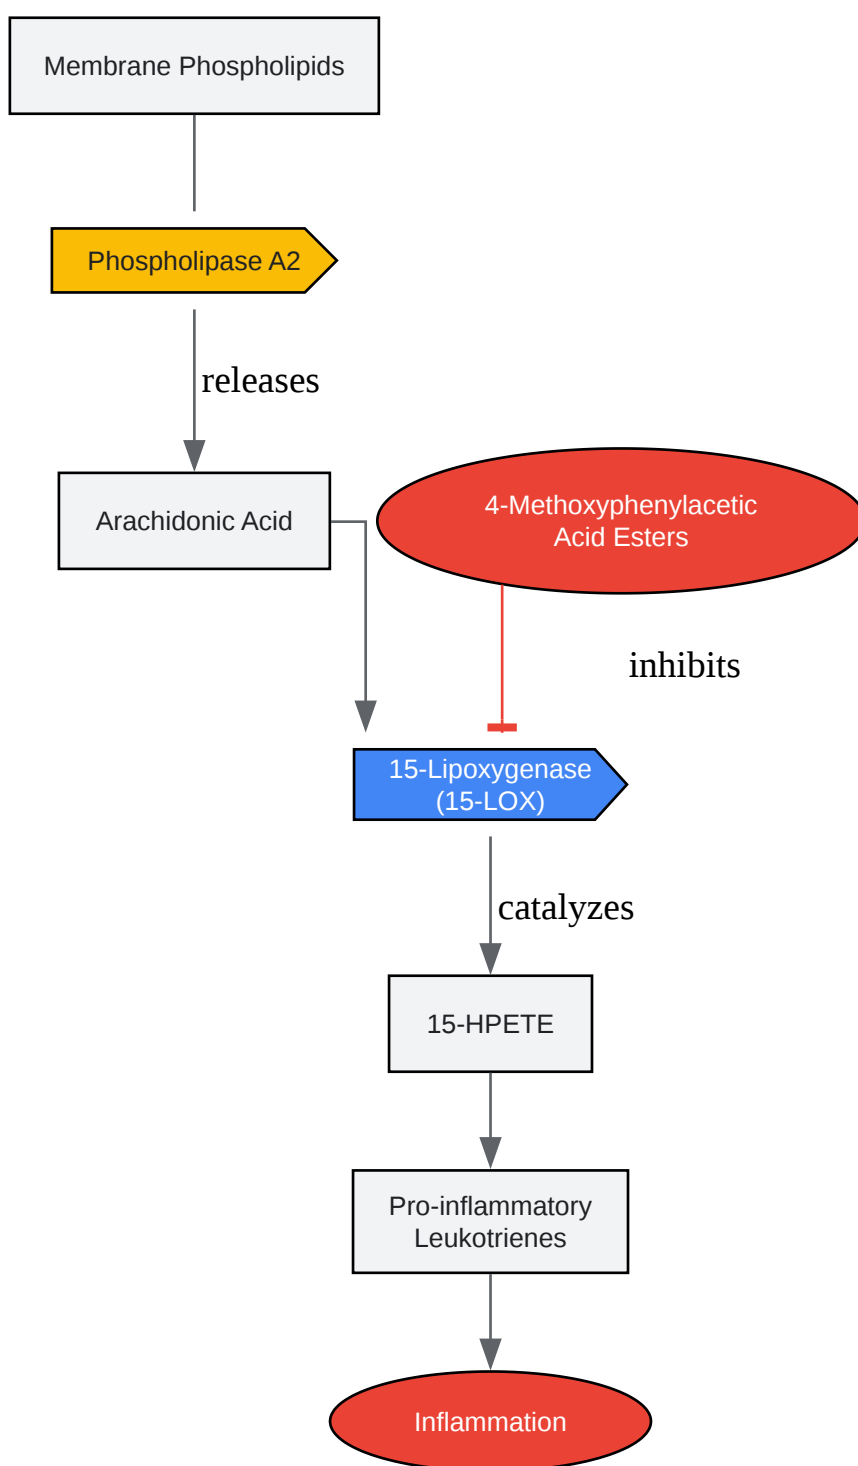 Membrane Phospholipids
Phospholipase A2
releases
Arachidonic Acid
4-Methoxyphenylacetic
Acid Esters
inhibits
15-Lipoxygenase
(15-LOX)
catalyzes
15-HPETE
Pro-inflammatory
Leukotrienes
Inflammation